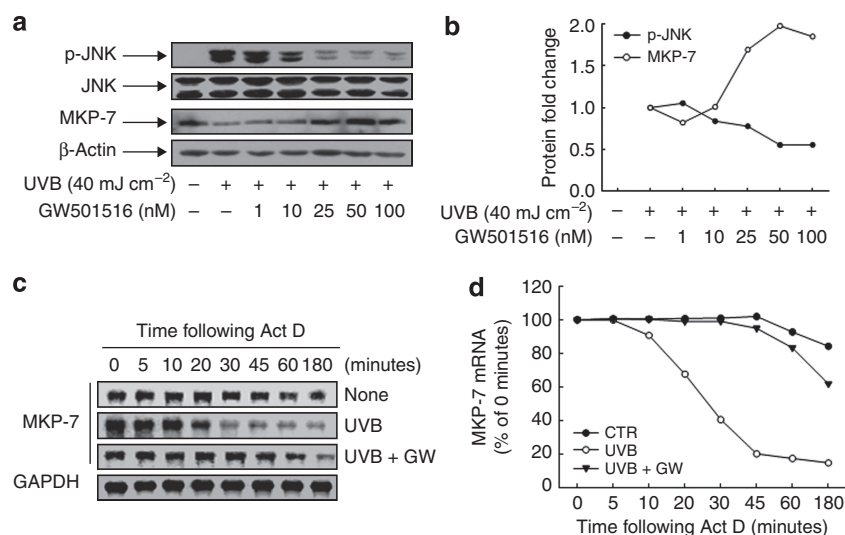 a
p-JNK
JNK
MKP-7
β-Actin
UVB (40 mJ cm⁻²) – + + + + + +
GW501516 (nM) – – 1 10 25 50 100
b
Protein fold change
2.0
1.5
1.0
0.5
0.0
p-JNK
MKP-7
UVB (40 mJ cm⁻²) – + + + + + +
GW501516 (nM) – – 1 10 25 50 100
c
Time following Act D
0 5 10 20 30 45 60 180 (minutes)
MKP-7
None
UVB
UVB + GW
GAPDH
d
MKP-7 mRNA
(% of 0 minutes)
120
100
80
60
40
20
0
CTR
UVB
UVB + GW
0 5 10 20 30 45 60 180
Time following Act D (minutes)